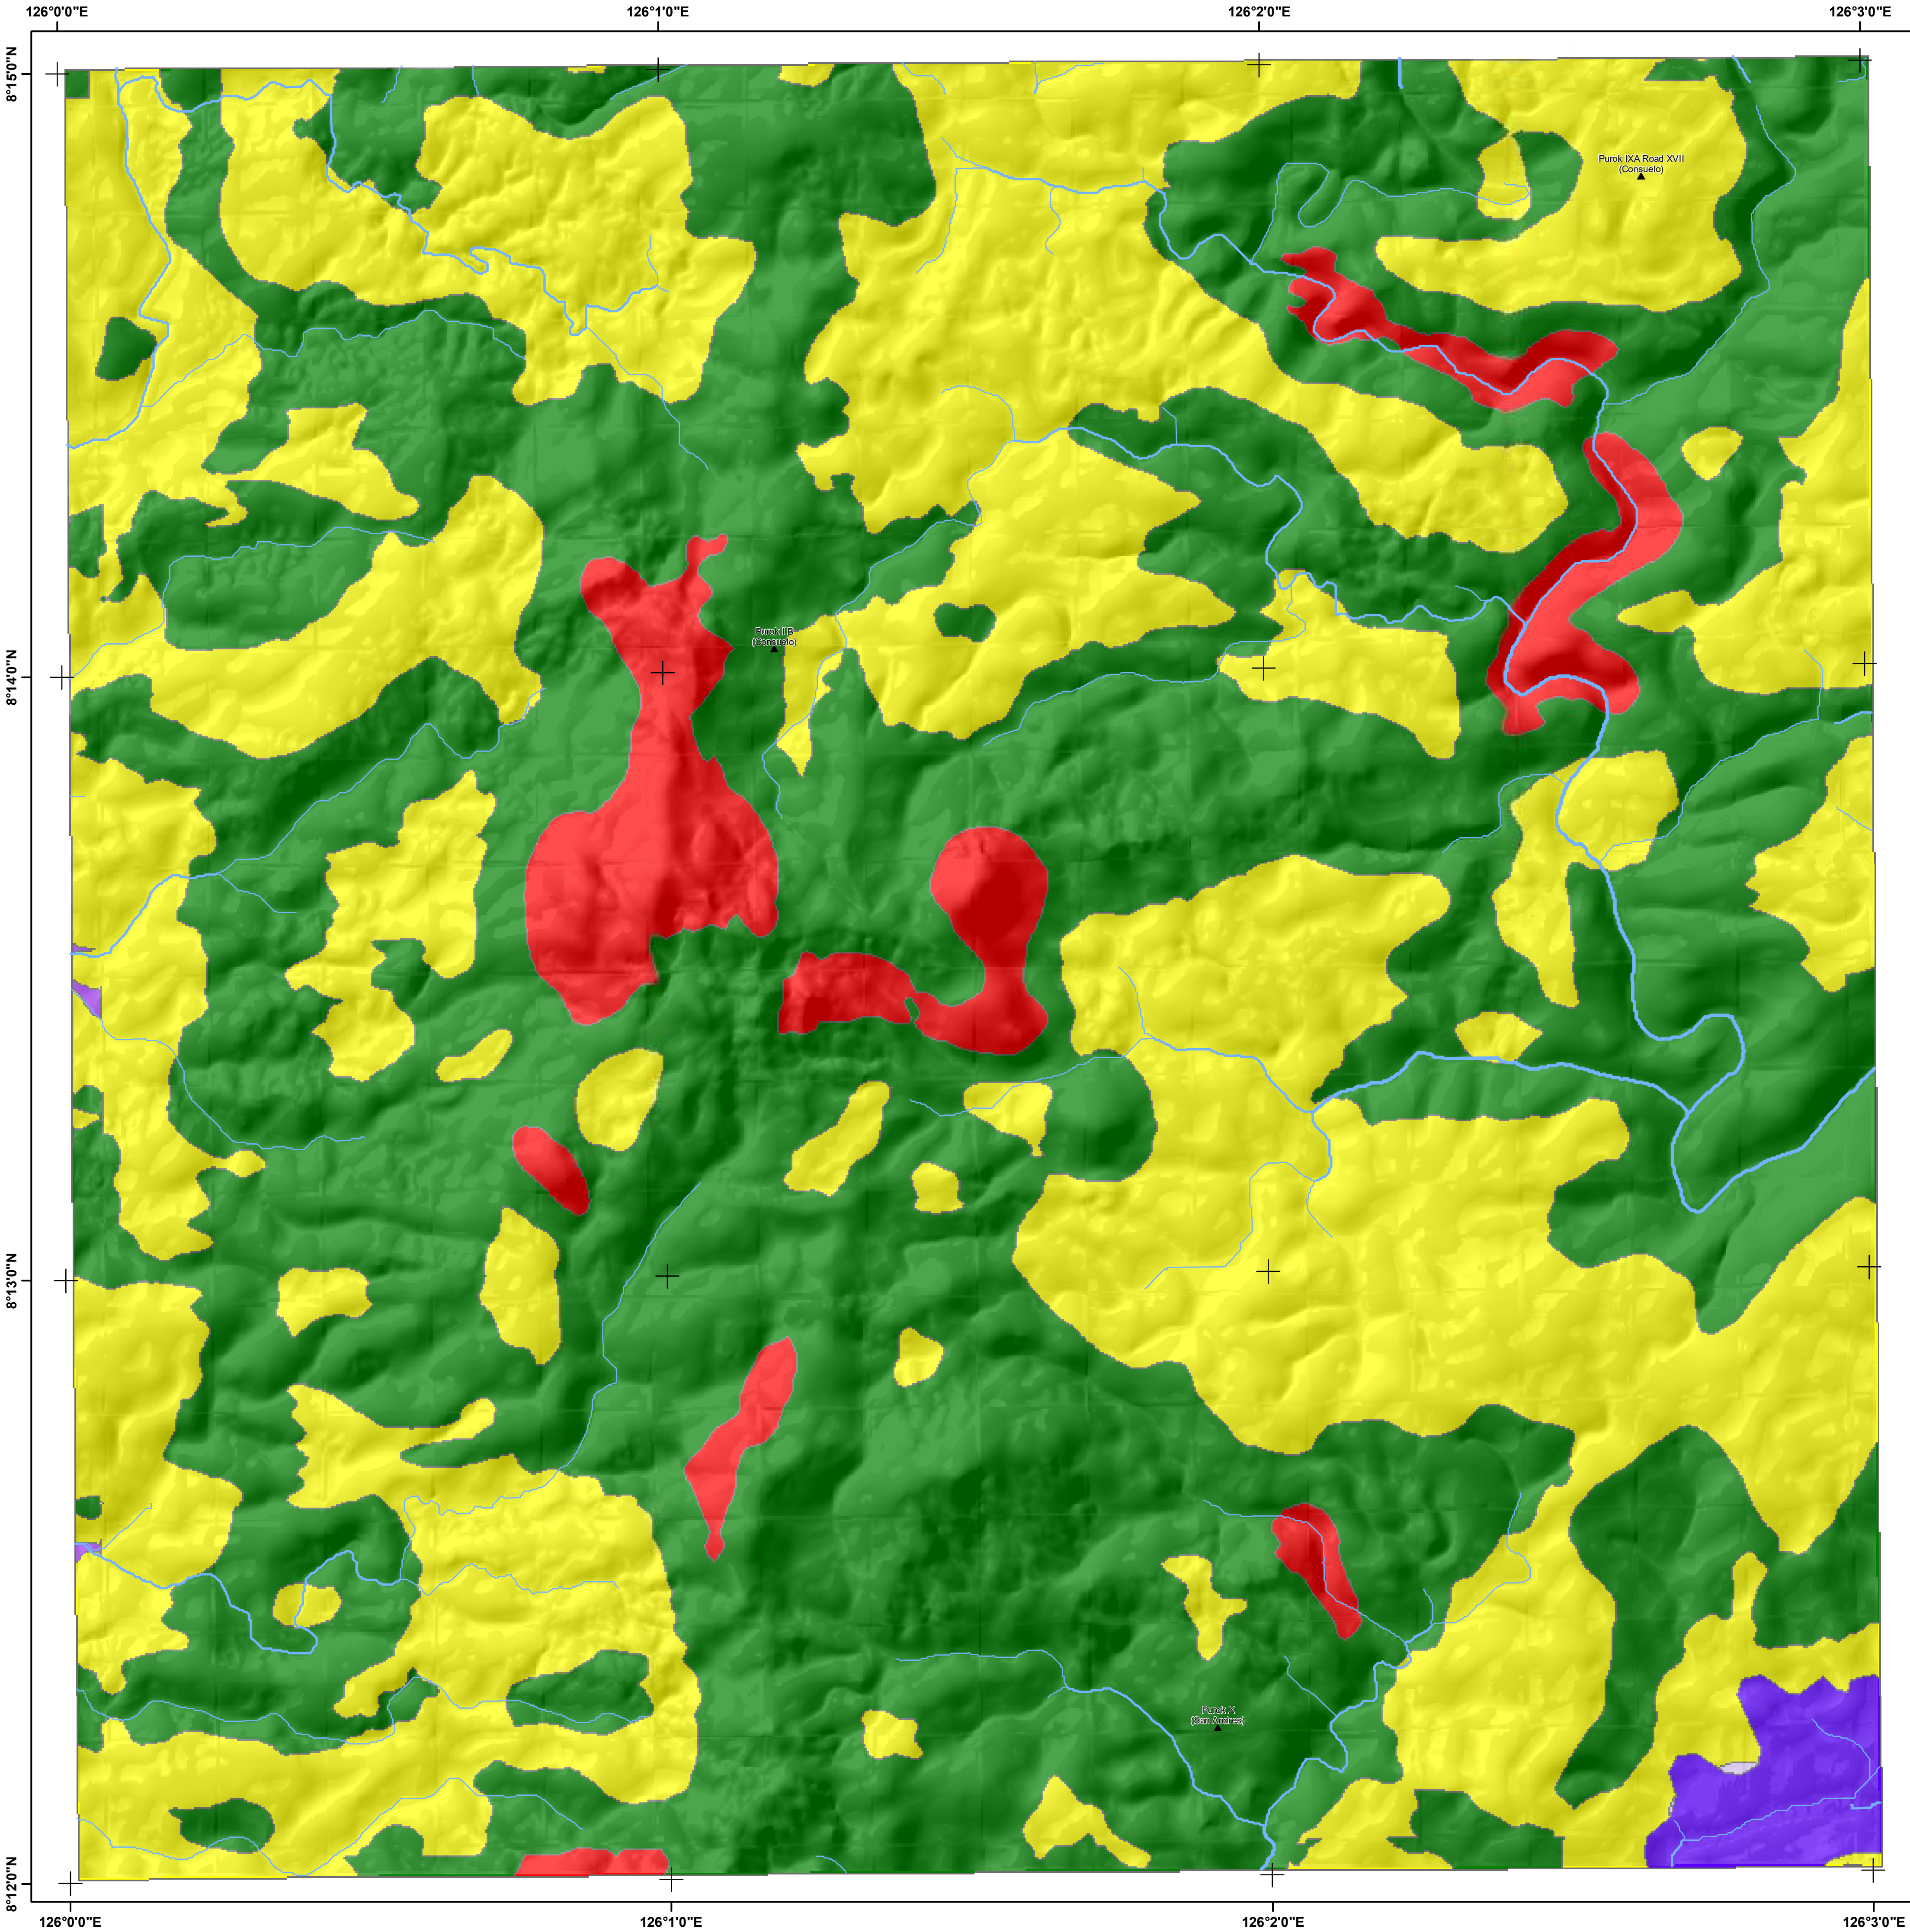 126°0'0"E 126°1'0"E 126°2'0"E 126°3'0"E
8°15'0"N
Purok IXA Road XVII
(Consuelo)
Purok IIB
(Consuelo)
8°14'0"N
8°13'0"N
Purok X
(San Andres)
8°12'0"N
126°0'0"E 126°1'0"E 126°2'0"E 126°3'0"E